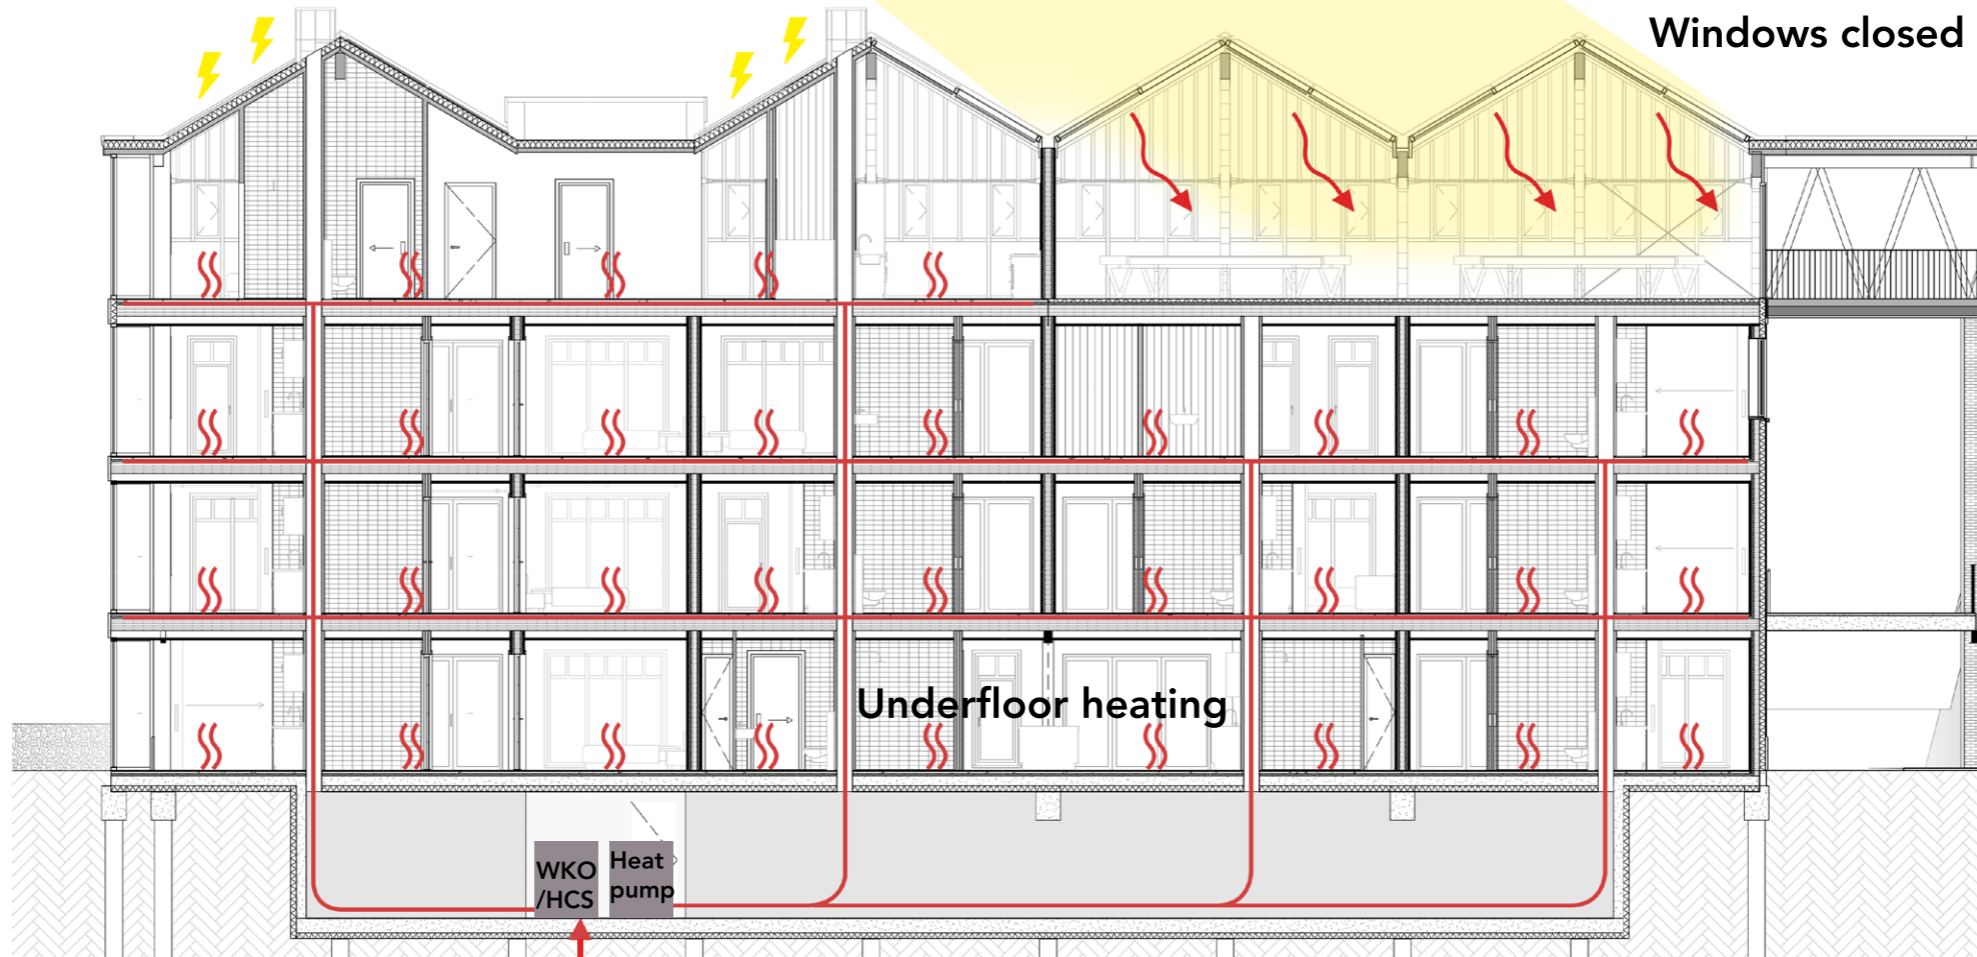 Windows closed
Underfloor heating
WKO
/HCS
Heat
pump